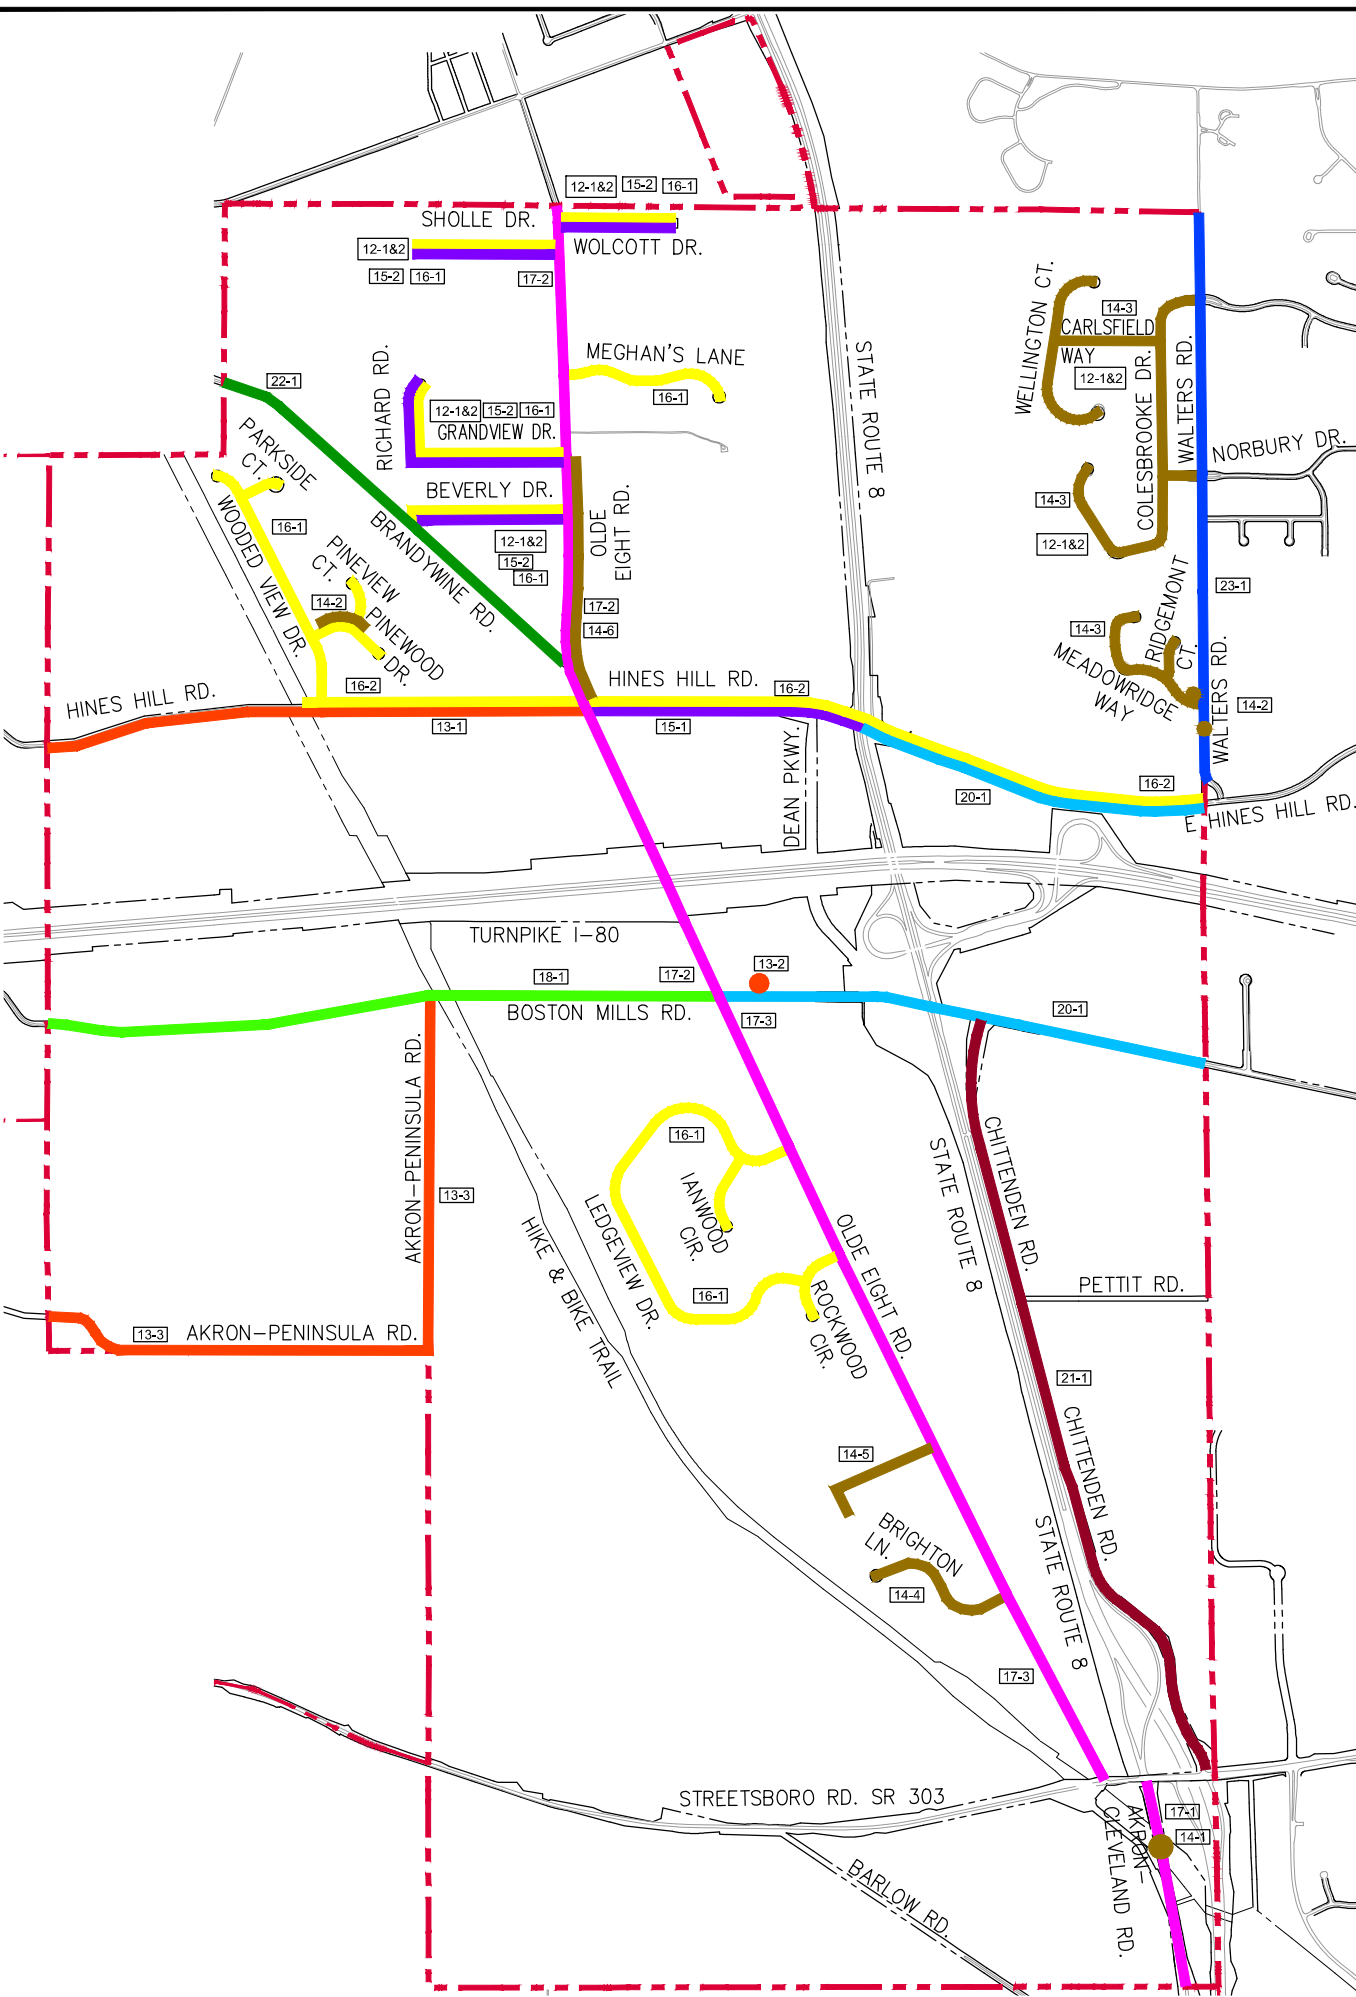 12-1&2 15-2 16-1
SHOLLE DR.
WOLCOTT DR.
12-1&2
15-2 16-1
17-2
WELLINGTON CT.
14-3
CARLSFIELD
WAY
12-1&2
COLESBROOKE DR.
WALTERS RD.
STATE ROUTE 8
MEGHAN'S LANE
16-1
22-1
RICHARD RD.
12-1&2 15-2 16-1
GRANDVIEW DR.
PARKSIDE
CT.
NORBURY DR.
BEVERLY DR.
14-3
12-1&2
OLDE
EIGHT RD.
12-1&2
15-2
16-1
16-1
WOODED VIEW DR.
BRANDYWINE RD.
PINEVIEW
CT.
14-2
PINEWOOD
DR.
17-2
14-6
23-1
14-3
RIDGEMONT
CT.
MEADOWRIDGE
WAY
WALTERS RD.
14-2
HINES HILL RD.
16-2
HINES HILL RD.
16-2
13-1
15-1
DEAN PKWY.
20-1
16-2
E HINES HILL RD.
TURNPIKE I-80
18-1
17-2
13-2
BOSTON MILLS RD.
17-3
20-1
AKRON-PENINSULA RD.
13-3
16-1
IANWOOD
CIR.
LEDGEVIEW DR.
HIKE & BIKE TRAIL
STATE ROUTE 8
CHITTENDEN RD.
OLDE EIGHT RD.
PETTIT RD.
16-1
ROCKWOOD
CIR.
13-3
AKRON-PENINSULA RD.
21-1
CHITTENDEN RD.
14-5
BRIGHTON
LN.
14-4
STATE ROUTE 8
17-3
STREETSBORO RD. SR 303
17-1
14-1
AKRON-
CLEVELAND RD.
BARLOW RD.